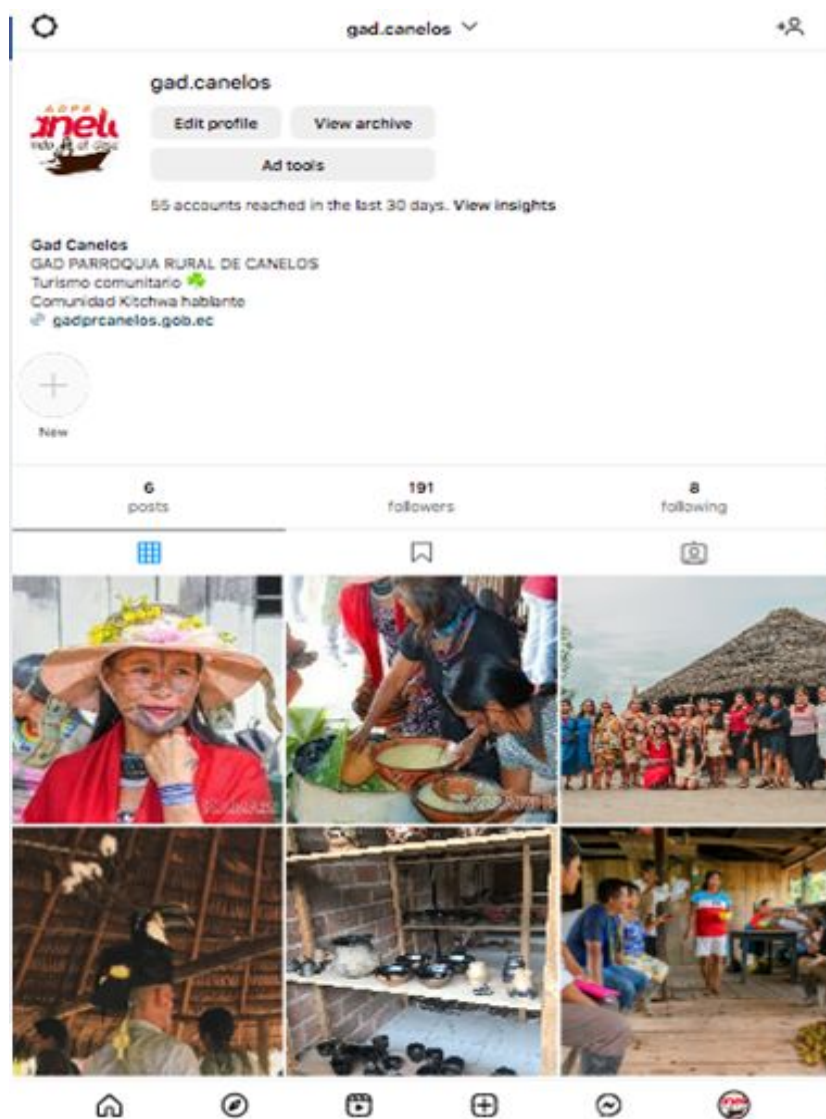 gad.canelos
gad.canelos
Edit profile
View archive
Ad tools
55 accounts reached in the last 30 days. View insights
Gad Canelos
GAD PARROQUIA RURAL DE CANELOS
Turismo comunitario ☘️
Comunidad Kitchwa hablante
gadprcanelos.gob.ec
New
6
posts
191
followers
8
following